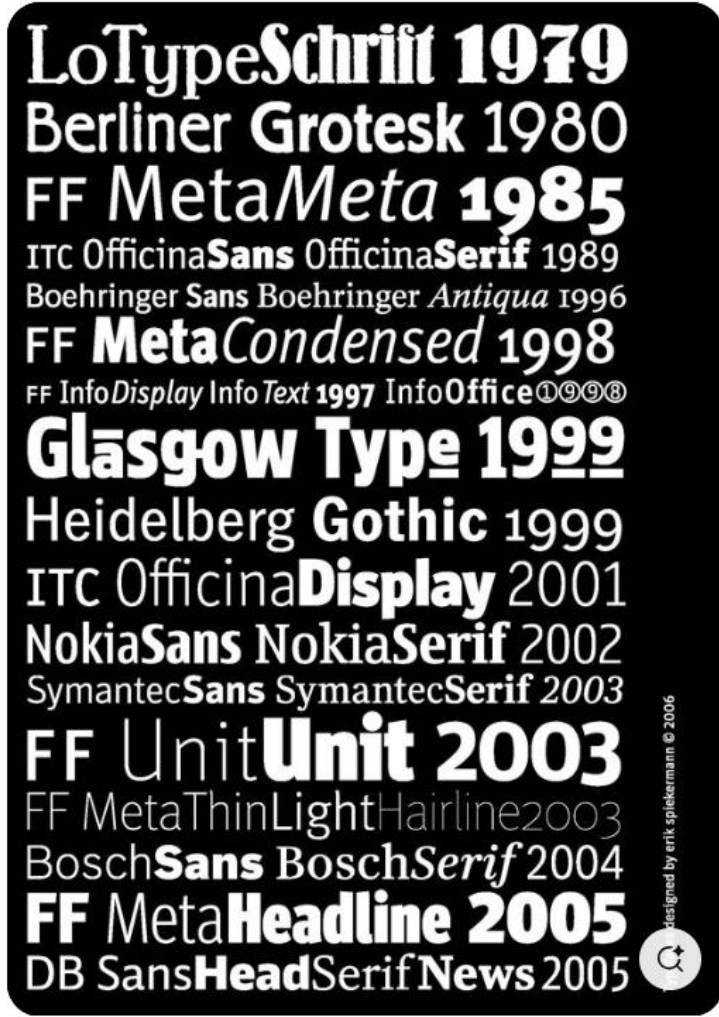 LoTypeSchrift 1979
Berliner Grotesk 1980
FF MetaMeta 1985
ITC OfficinaSans OfficinaSerif 1989
Boehringer Sans Boehringer Antiqua 1996
FF MetaCondensed 1998
FF InfoDisplay InfoText 1997 InfoOffice①⑨⑨⑧
Glasgow Type 1999
Heidelberg Gothic 1999
ITC OfficinaDisplay 2001
NokiaSans NokiaSerif 2002
SymantecSans SymantecSerif 2003
FF UnitUnit 2003
FF MetaThinLightHairline2003
BoschSans BoschSerif 2004
FF MetaHeadline 2005
DB SansHeadSerifNews 2005
designed by erik spiekermann © 2006